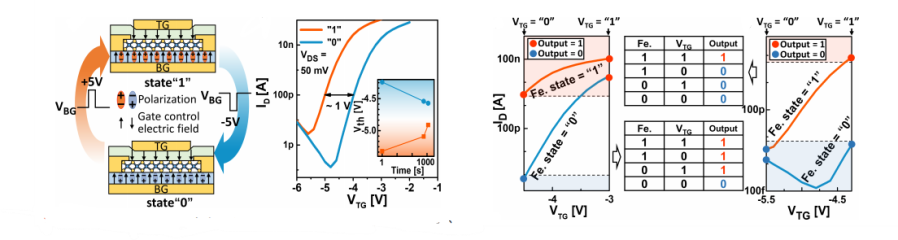 TG
BG
state“1”
+5V
V_BG
V_BG
-5V
Polarization
Gate control
electric field
TG
BG
state“0”
I_D [A]
10n
100p
1p
"1"
"0"
V_DS =
50 mV
~ 1 V
V_th [V]
-4.5
-5.0
1
1000
Time [s]
-6 -5 -4 -3 -2 -1
V_TG [V]
V_TG = “0” V_TG = “1”
Output = 1
Output = 0
Fe. state = “1”
Fe. state = “0”
100n
100p
I_D [A]
-4 -3
V_TG [V]
Fe. V_TG Output
1 1 1
1 0 0
0 1 0
0 0 0
Fe. V_TG Output
1 1 1
1 0 1
0 1 1
0 0 0
V_TG = “0” V_TG = “1”
Output = 1
Output = 0
Fe. state = “1”
Fe. state = “0”
100p
100f
-5.5 -4.5
V_TG [V]